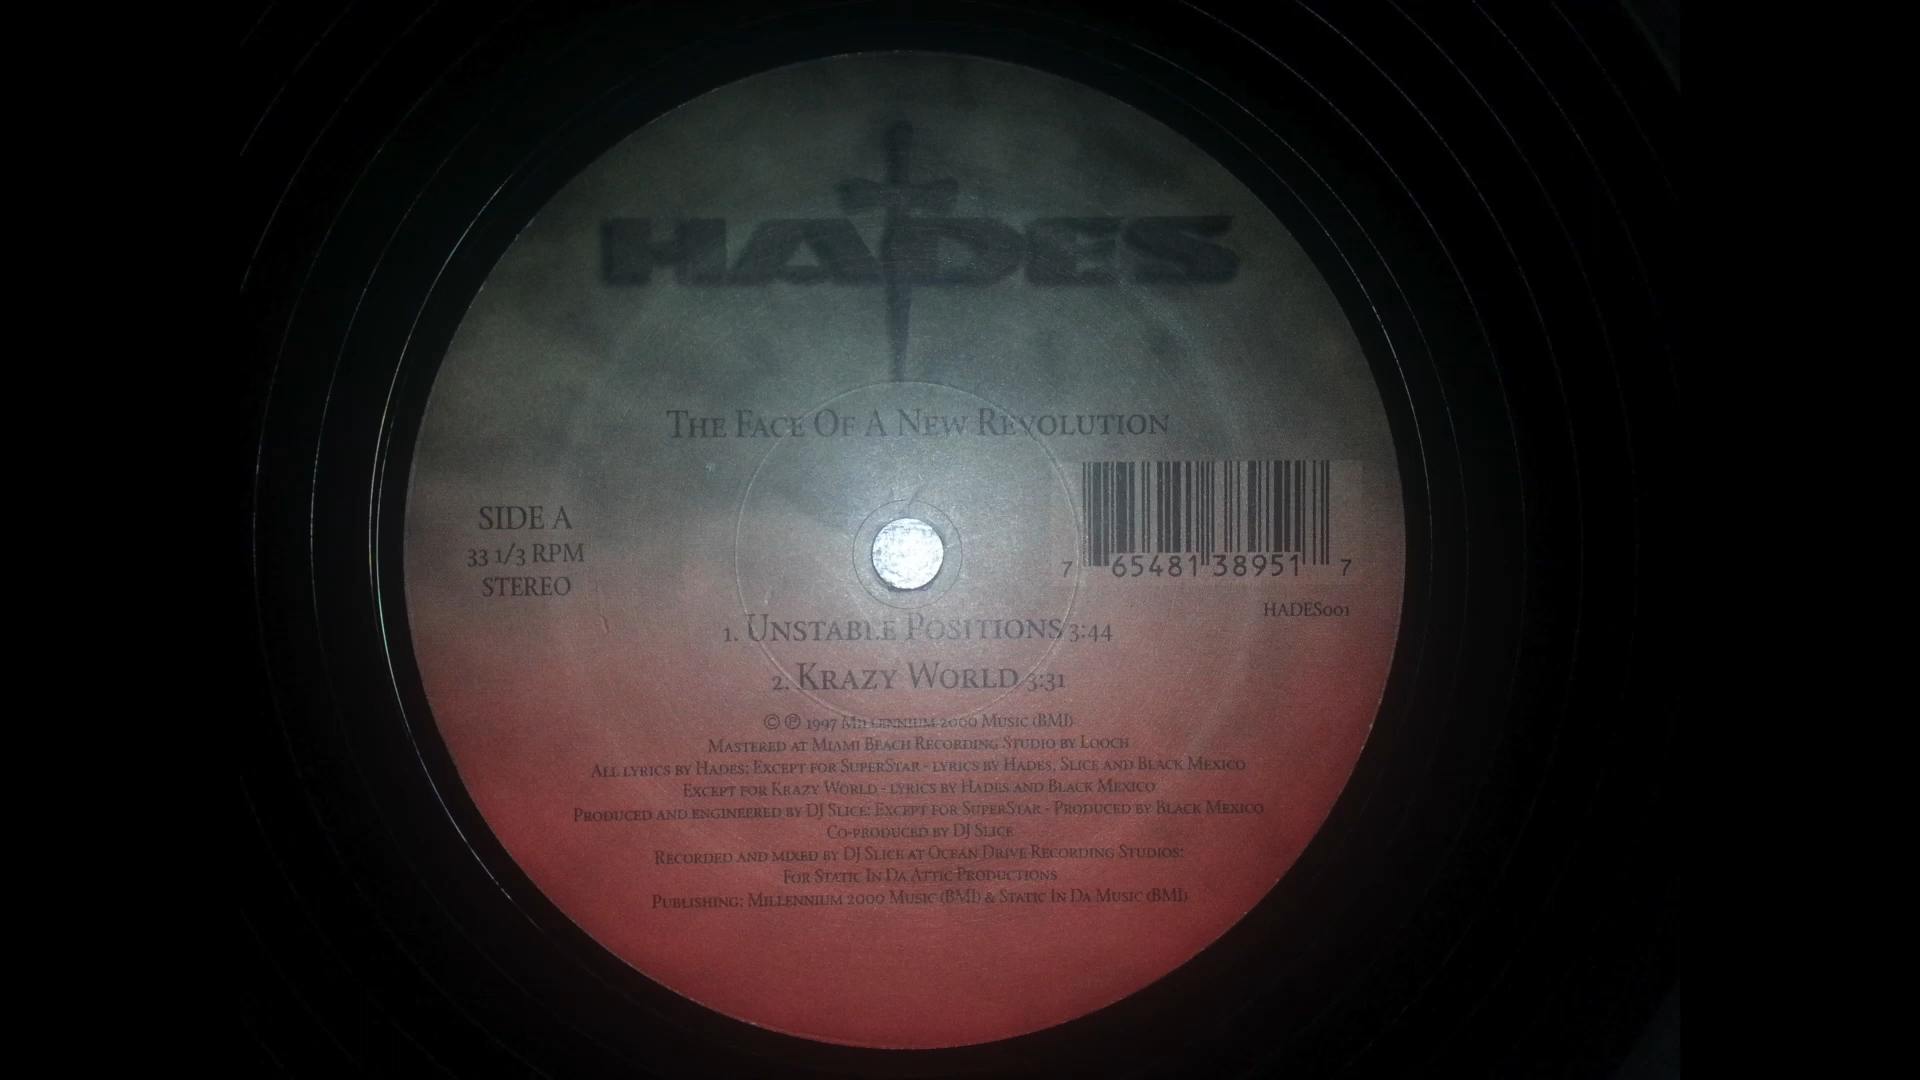 HADES
The Face Of A New Revolution
SIDE A
33 1/3 RPM
STEREO
7 65481 38951 7
HADES001
1. Unstable Positions 3:44
2. Krazy World 3:31
© ℗ 1997 Millennium 2000 Music (BMI)
Mastered at Miami Beach Recording Studio by Looch
All lyrics by Hades: Except for SuperStar - lyrics by Hades, Slice and Black Mexico
Except for Krazy World - lyrics by Hades and Black Mexico
Produced and engineered by DJ Slice: Except for SuperStar - Produced by Black Mexico
Co-produced by DJ Slice
Recorded and mixed by DJ Slice at Ocean Drive Recording Studios:
For Static In Da Attic Productions
Publishing: Millennium 2000 Music (BMI) & Static In Da Music (BMI)